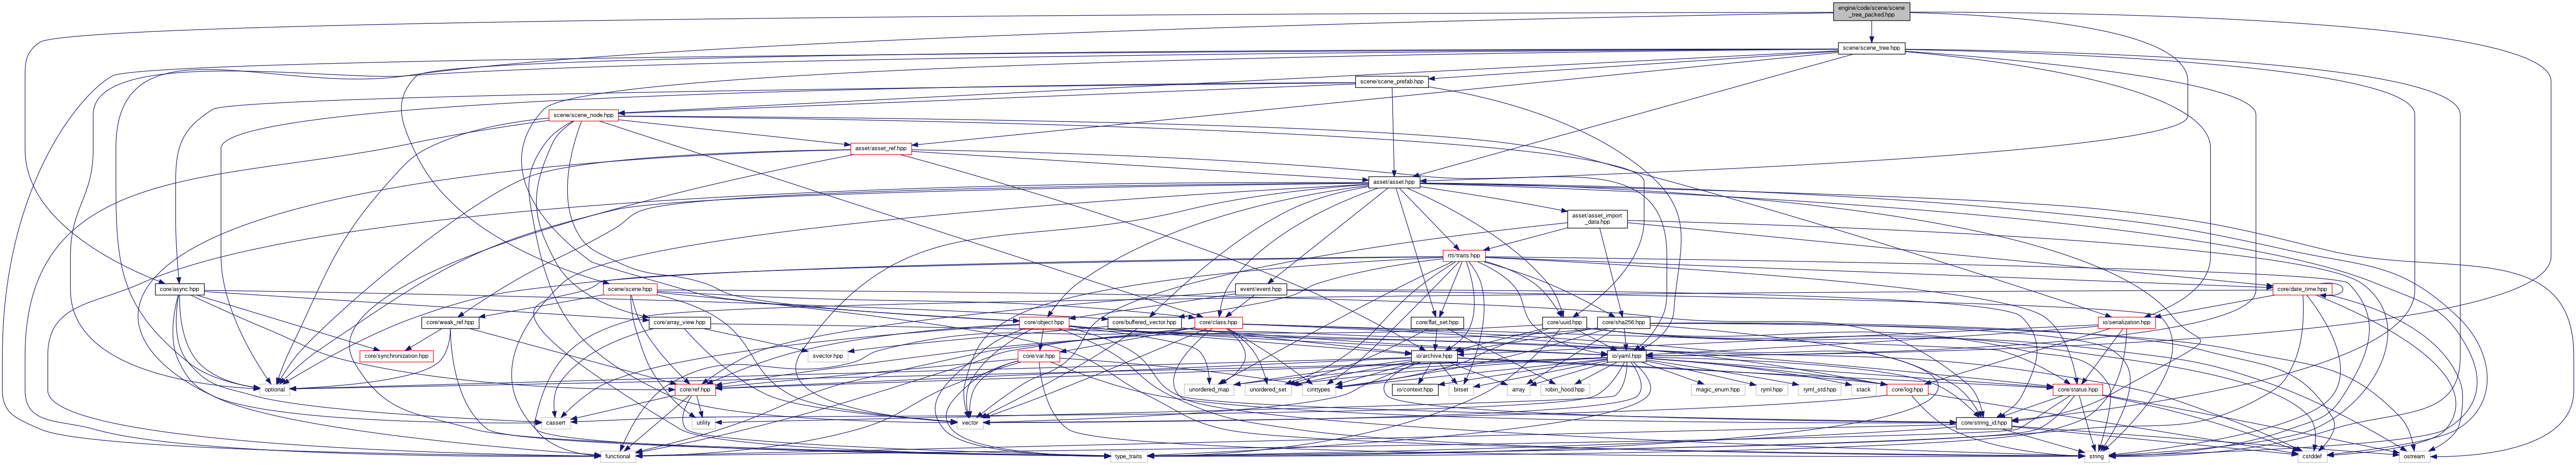 engine/code/scene/scene
_tree_packed.hpp
scene/scene_tree.hpp
scene/scene_prefab.hpp
scene/scene_node.hpp
asset/asset_ref.hpp
asset/asset.hpp
asset/asset_import
_data.hpp
rtti/traits.hpp
core/async.hpp
scene/scene.hpp
event/event.hpp
core/date_time.hpp
core/weak_ref.hpp
core/array_view.hpp
core/object.hpp
core/buffered_vector.hpp
core/class.hpp
core/flat_set.hpp
core/uuid.hpp
core/sha256.hpp
io/serialization.hpp
core/synchronization.hpp
svector.hpp
core/var.hpp
io/archive.hpp
io/yaml.hpp
optional
core/ref.hpp
unordered_map
unordered_set
cinttypes
io/context.hpp
bitset
array
robin_hood.hpp
core/log.hpp
magic_enum.hpp
ryml.hpp
ryml_std.hpp
stack
core/status.hpp
cassert
utility
vector
core/string_id.hpp
functional
type_traits
string
cstddef
ostream